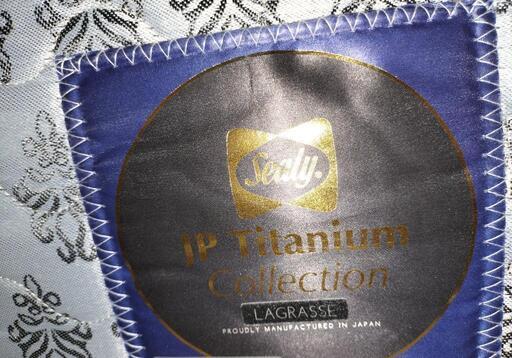 Sealy.
JP Titanium
Collection
LAGRASSE
PROUDLY MANUFACTURED IN JAPAN